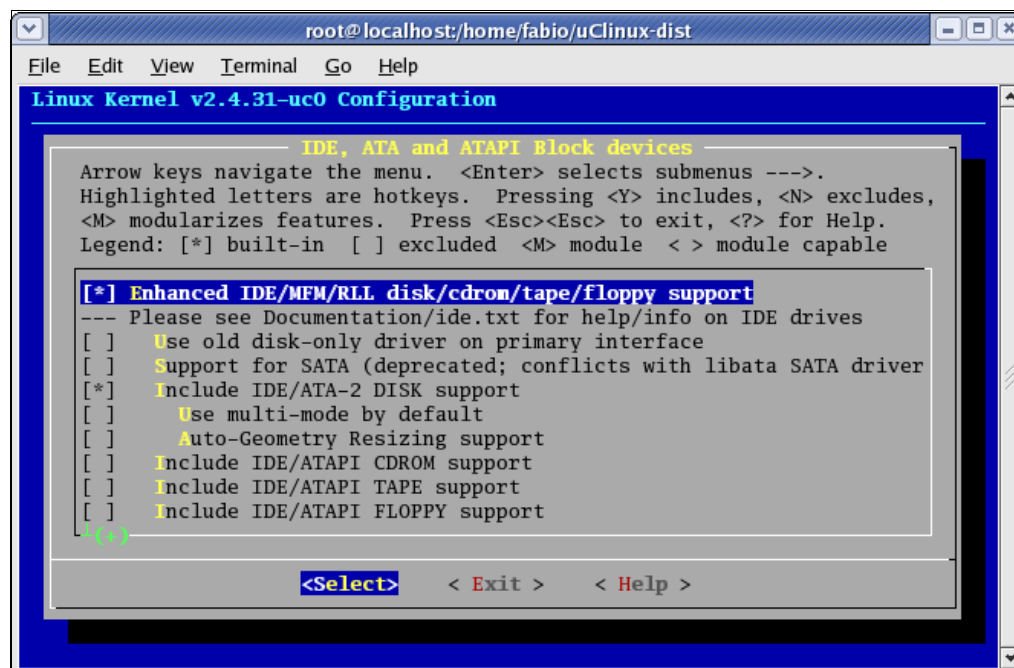 root@localhost:/home/fabio/uClinux-dist
File Edit View Terminal Go Help
Linux Kernel v2.4.31-uc0 Configuration
IDE, ATA and ATAPI Block devices
Arrow keys navigate the menu. <Enter> selects submenus --->.
Highlighted letters are hotkeys. Pressing <Y> includes, <N> excludes,
<M> modularizes features. Press <Esc><Esc> to exit, <?> for Help.
Legend: [*] built-in [ ] excluded <M> module < > module capable
[*] Enhanced IDE/MFM/RLL disk/cdrom/tape/floppy support
--- Please see Documentation/ide.txt for help/info on IDE drives
[ ] Use old disk-only driver on primary interface
[ ] Support for SATA (deprecated; conflicts with libata SATA driver
[*] Include IDE/ATA-2 DISK support
[ ] Use multi-mode by default
[ ] Auto-Geometry Resizing support
[ ] Include IDE/ATAPI CDROM support
[ ] Include IDE/ATAPI TAPE support
[ ] Include IDE/ATAPI FLOPPY support
(+)
<Select> < Exit > < Help >